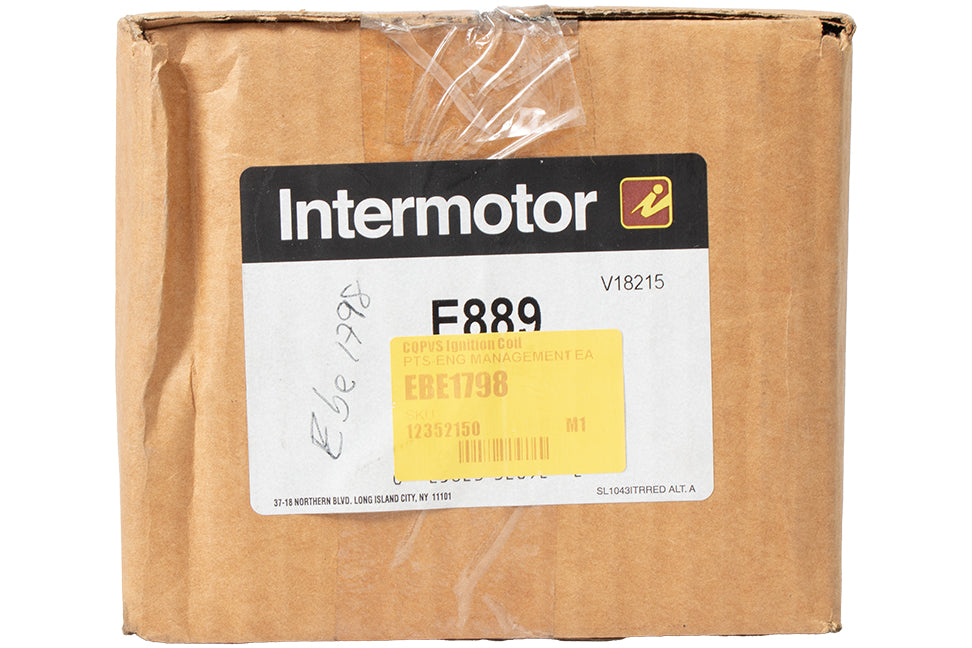 Intermotor
V18215
E889
Ebe 1798
CQPVS Ignition Coil
PTS-ENG MANAGEMENT EA
EBE1798
SKU
12352150 M1
37-18 NORTHERN BLVD. LONG ISLAND CITY, NY 11101
SL1043ITRRED ALT. A